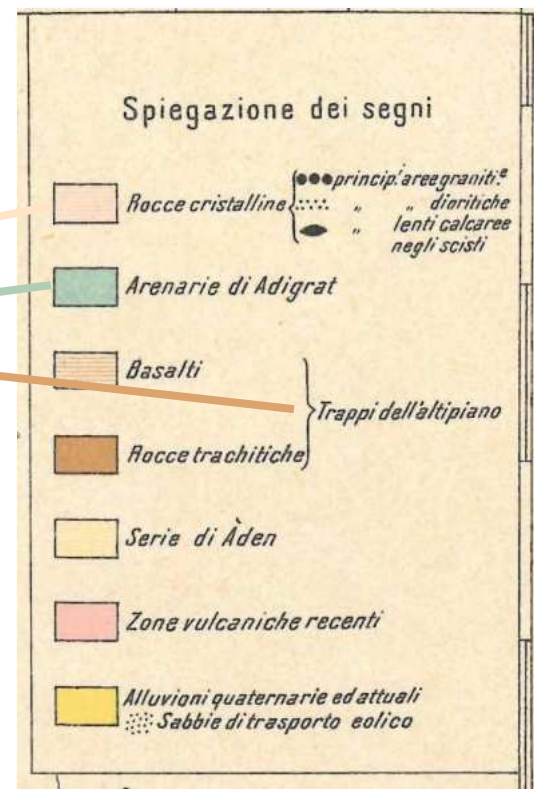 Spiegazione dei segni
Rocce cristalline
princip.ⁱ aree graniti.ᵉ
" " dioritiche
" lenti calcaree
negli scisti
Arenarie di Adigrat
Basalti
Trappi dell'altipiano
Rocce trachitiche
Serie di Àden
Zone vulcaniche recenti
Alluvioni quaternarie ed attuali
Sabbie di trasporto eolico